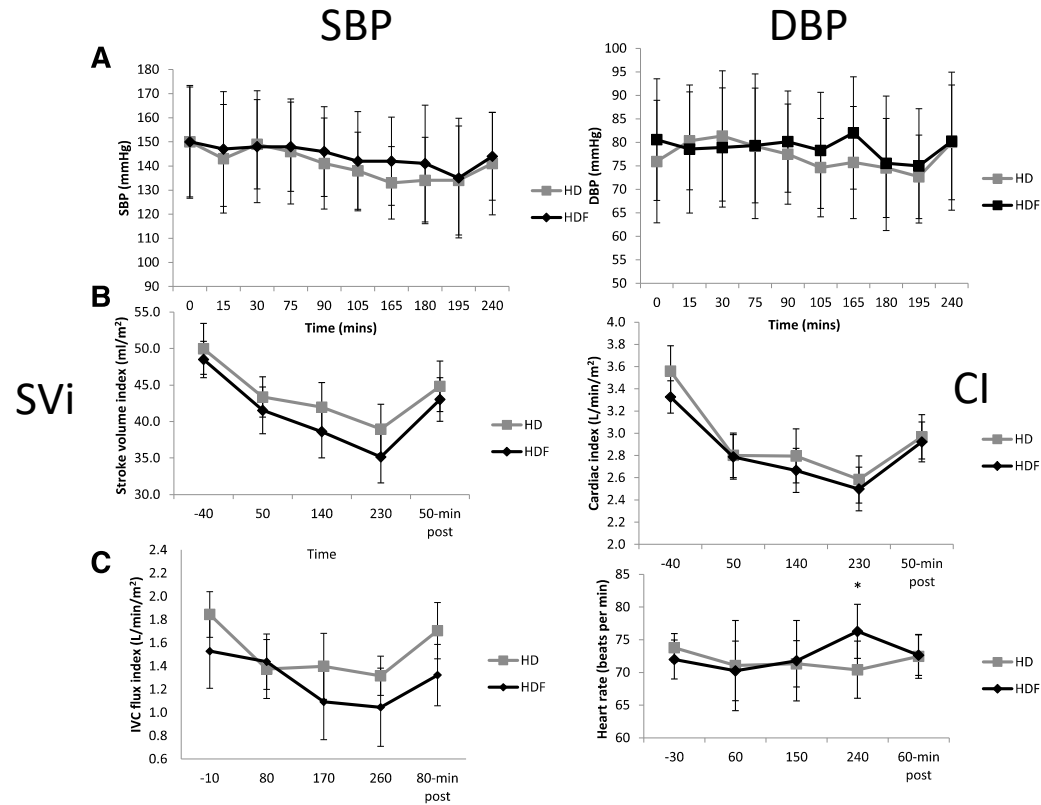 SBP
DBP
A
SBP (mmHg)
180
170
160
150
140
130
120
110
100
90
0 15 30 75 90 105 165 180 195 240
Time (mins)
HD
HDF
DBP (mmHg)
100
95
90
85
80
75
70
65
60
55
50
0 15 30 75 90 105 165 180 195 240
Time (mins)
HD
HDF
B
SVi
Stroke volume index (ml/m²)
55.0
50.0
45.0
40.0
35.0
30.0
-40 50 140 230 50-min
post
Time
HD
HDF
CI
Cardiac index (L/min/m²)
4.0
3.8
3.6
3.4
3.2
3.0
2.8
2.6
2.4
2.2
2.0
-40 50 140 230 50-min
post
HD
HDF
C
IVC flux index (L/min/m²)
2.4
2.2
2.0
1.8
1.6
1.4
1.2
1.0
0.8
0.6
-10 80 170 260 80-min
post
HD
HDF
Heart rate (beats per min)
85
80
75
70
65
60
*
-30 60 150 240 60-min
post
HD
HDF